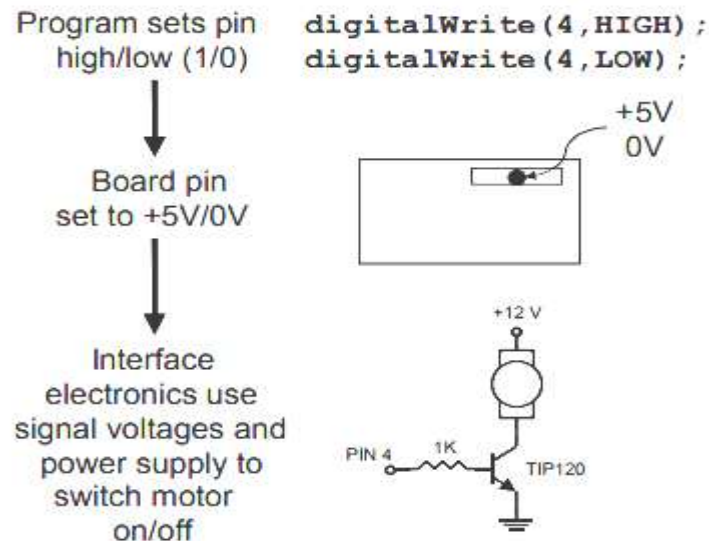 Program sets pin
high/low (1/0)
digitalWrite(4,HIGH);
digitalWrite(4,LOW);
+5V
0V
Board pin
set to +5V/0V
+12 V
Interface
electronics use
signal voltages and
power supply to
switch motor
on/off
PIN 4
1K
TIP120